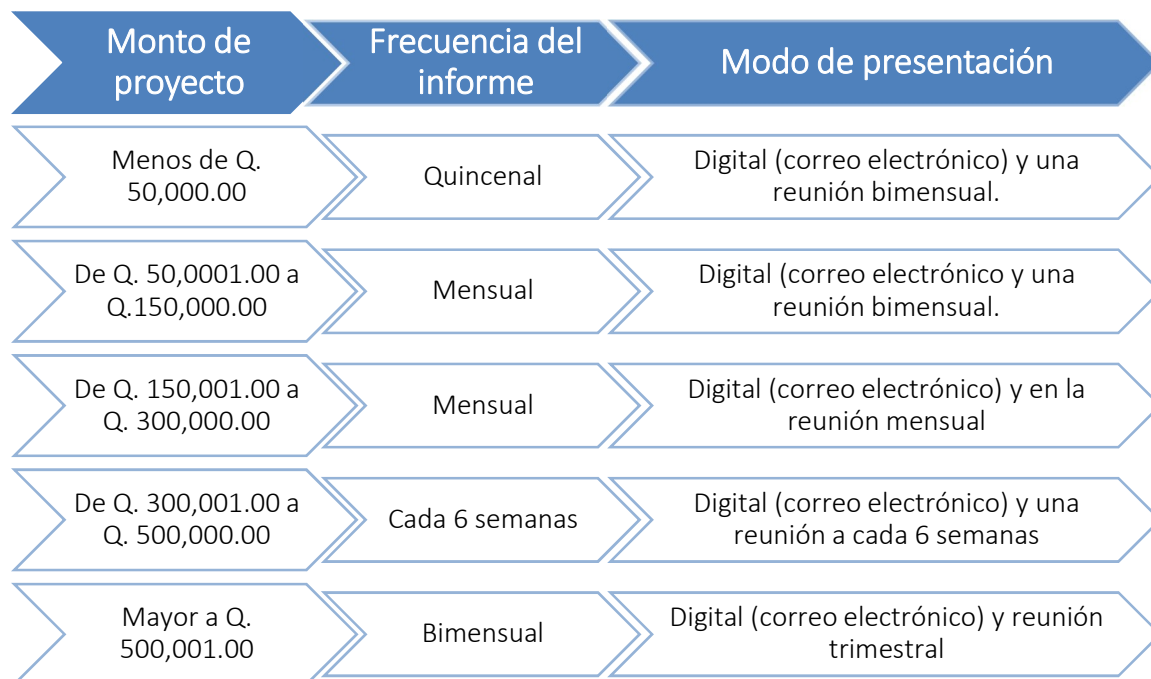 Monto de
proyecto
Frecuencia del
informe
Modo de presentación
Menos de Q.
50,000.00
Quincenal
Digital (correo electrónico) y una
reunión bimensual.
De Q. 50,0001.00 a
Q.150,000.00
Mensual
Digital (correo electrónico y una
reunión bimensual.
De Q. 150,001.00 a
Q. 300,000.00
Mensual
Digital (correo electrónico) y en la
reunión mensual
De Q. 300,001.00 a
Q. 500,000.00
Cada 6 semanas
Digital (correo electrónico) y una
reunión a cada 6 semanas
Mayor a Q.
500,001.00
Bimensual
Digital (correo electrónico) y reunión
trimestral